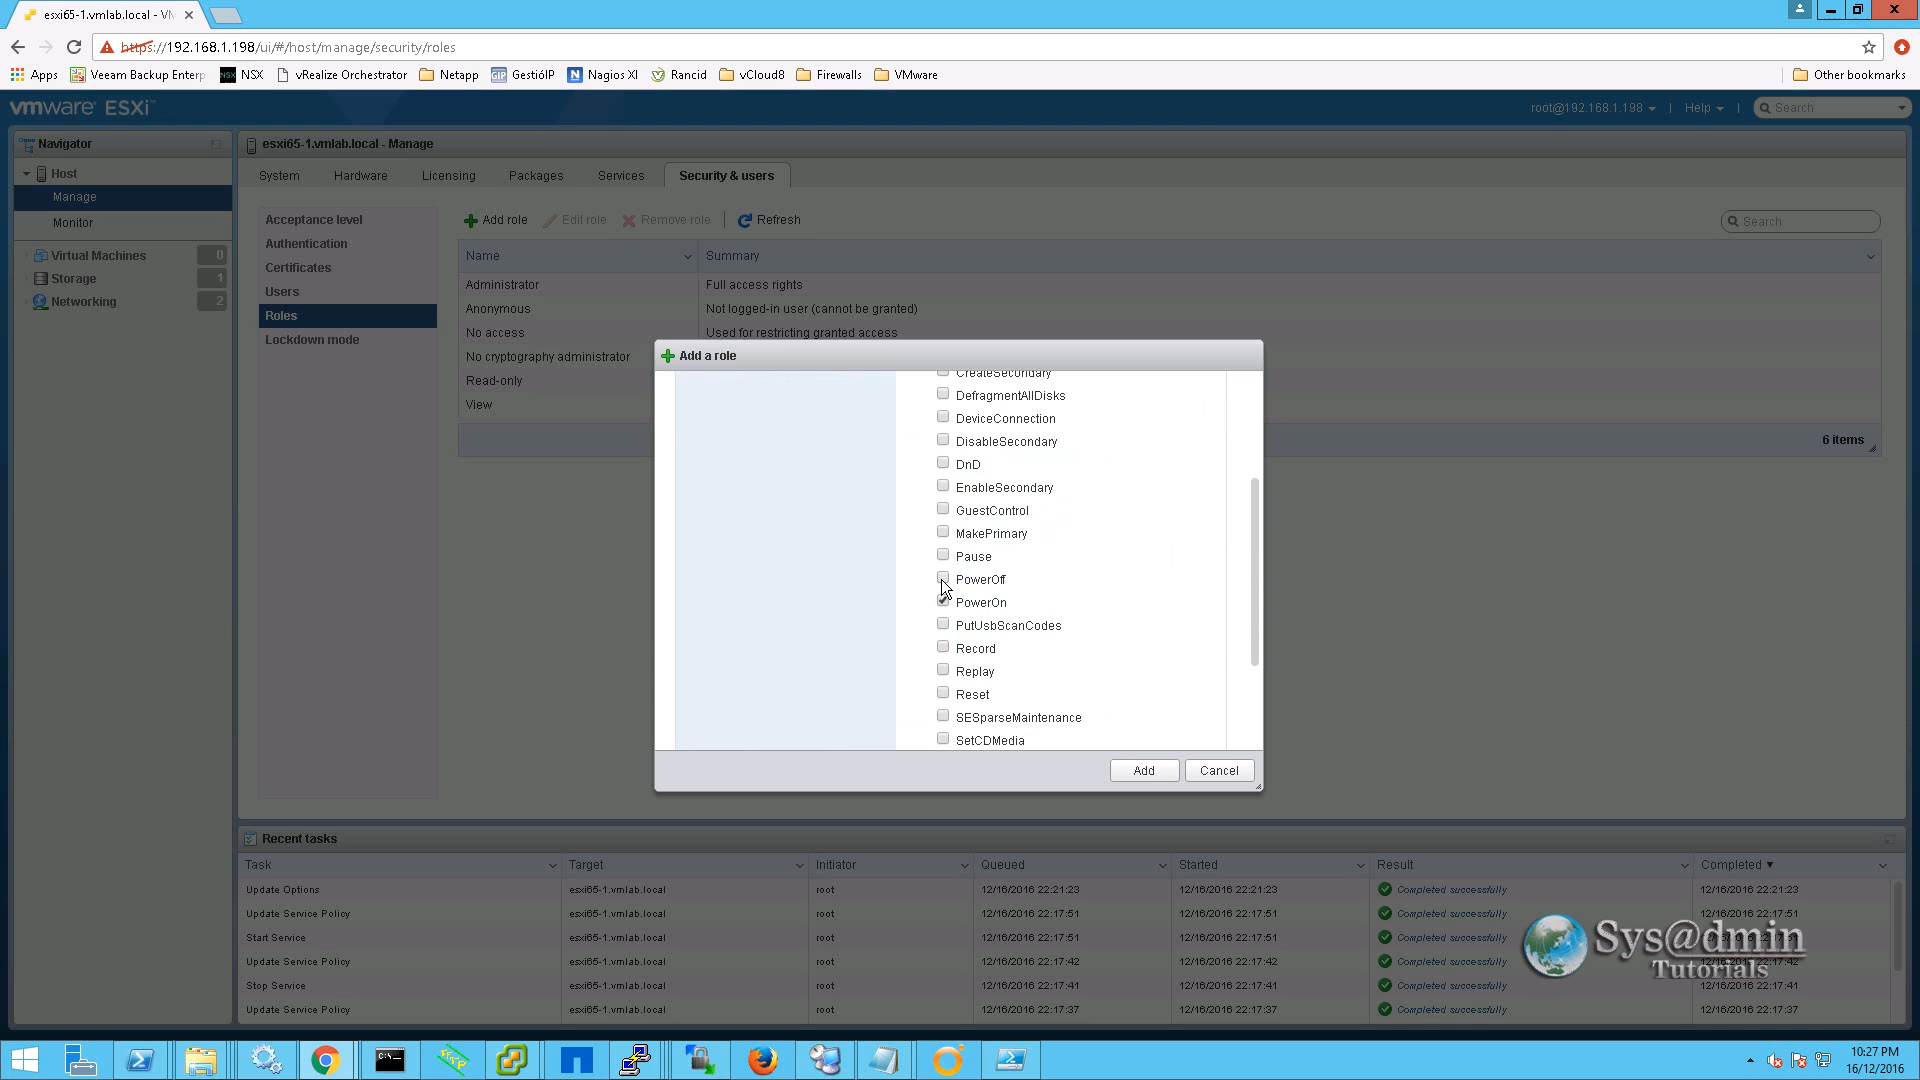 esxi65-1.vmlab.local - VM
https://192.168.1.198/ui/#/host/manage/security/roles
Apps Veeam Backup Enterp NSX vRealize Orchestrator Netapp GestióIP Nagios XI Rancid vCloud8 Firewalls VMware Other bookmarks
vmware ESXi
root@192.168.1.198 | Help | Search
Navigator
esxi65-1.vmlab.local - Manage
Host
Manage
Monitor
Virtual Machines 0
Storage 1
Networking 2
System Hardware Licensing Packages Services Security & users
Acceptance level
Authentication
Certificates
Users
Roles
Lockdown mode
Add role Edit role Remove role Refresh Search
Name Summary
Administrator Full access rights
Anonymous Not logged-in user (cannot be granted)
No access Used for restricting granted access
No cryptography administrator
Read-only
View
6 items
Add a role
CreateSecondary
DefragmentAllDisks
DeviceConnection
DisableSecondary
DnD
EnableSecondary
GuestControl
MakePrimary
Pause
PowerOff
PowerOn
PutUsbScanCodes
Record
Replay
Reset
SESparseMaintenance
SetCDMedia
Add Cancel
Recent tasks
Task Target Initiator Queued Started Result Completed
Update Options esxi65-1.vmlab.local root 12/16/2016 22:21:23 12/16/2016 22:21:23 Completed successfully 12/16/2016 22:21:23
Update Service Policy esxi65-1.vmlab.local root 12/16/2016 22:17:51 12/16/2016 22:17:51 Completed successfully 12/16/2016 22:17:51
Start Service esxi65-1.vmlab.local root 12/16/2016 22:17:51 12/16/2016 22:17:51 Completed successfully 12/16/2016 22:17:51
Update Service Policy esxi65-1.vmlab.local root 12/16/2016 22:17:42 12/16/2016 22:17:42 Completed successfully 12/16/2016 22:17:42
Stop Service esxi65-1.vmlab.local root 12/16/2016 22:17:41 12/16/2016 22:17:41 Completed successfully 12/16/2016 22:17:41
Update Service Policy esxi65-1.vmlab.local root 12/16/2016 22:17:37 12/16/2016 22:17:37 Completed successfully 12/16/2016 22:17:37
Sys@dmin
Tutorials
10:27 PM
16/12/2016